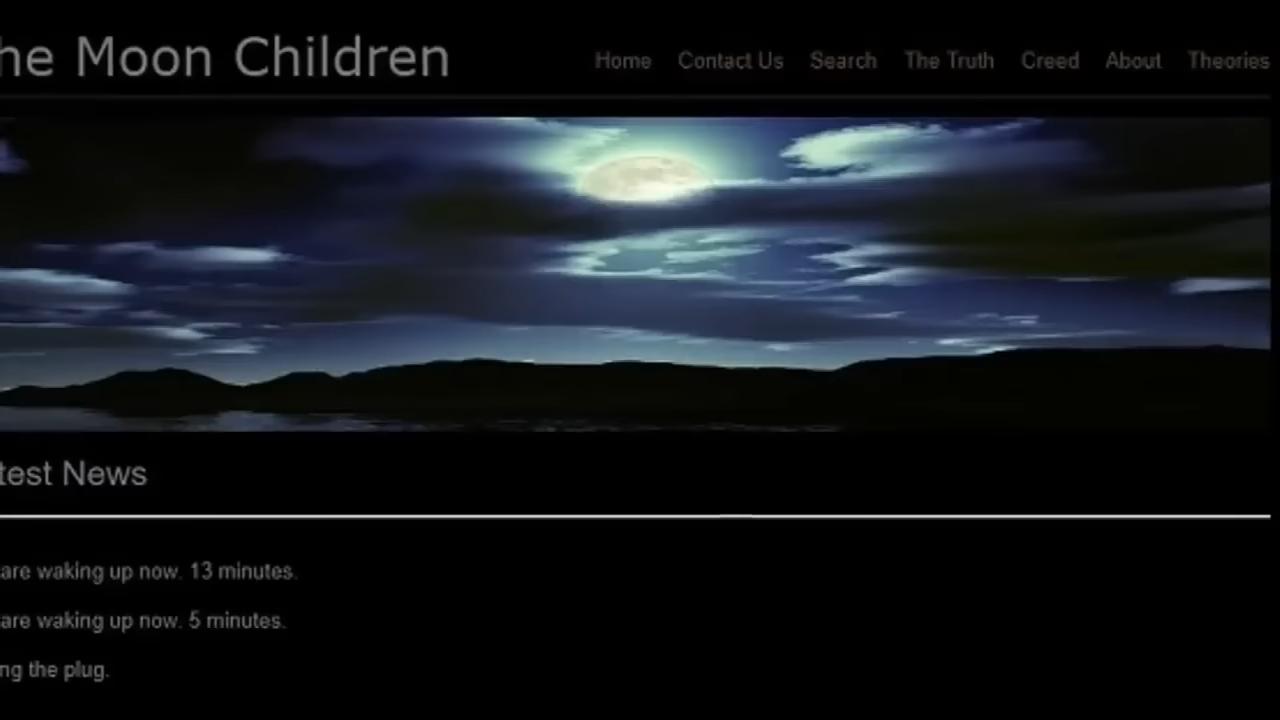 he Moon Children
Home Contact Us Search The Truth Creed About Theories
test News
are waking up now. 13 minutes.
are waking up now. 5 minutes.
ng the plug.